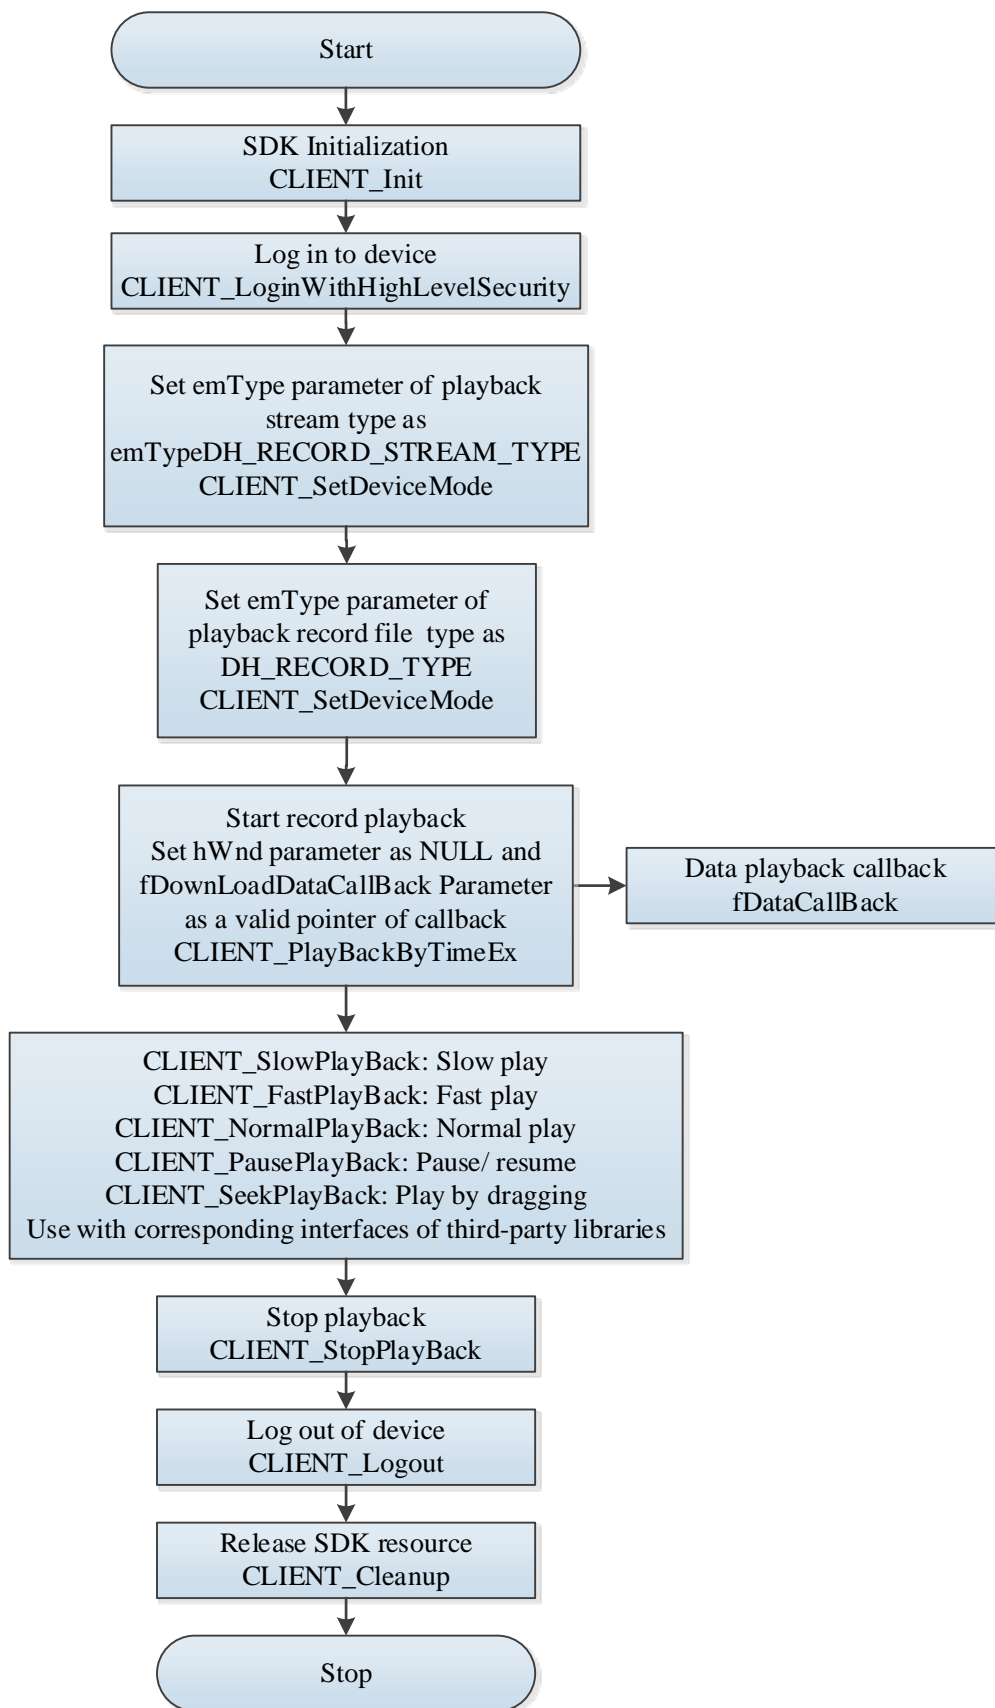 Start
SDK Initialization
CLIENT_Init
Log in to device
CLIENT_LoginWithHighLevelSecurity
Set emType parameter of playback
stream type as
emTypeDH_RECORD_STREAM_TYPE
CLIENT_SetDeviceMode
Set emType parameter of
playback record file type as
DH_RECORD_TYPE
CLIENT_SetDeviceMode
Start record playback
Set hWnd parameter as NULL and
fDownLoadDataCallBack Parameter
as a valid pointer of callback
CLIENT_PlayBackByTimeEx
Data playback callback
fDataCallBack
CLIENT_SlowPlayBack: Slow play
CLIENT_FastPlayBack: Fast play
CLIENT_NormalPlayBack: Normal play
CLIENT_PausePlayBack: Pause/ resume
CLIENT_SeekPlayBack: Play by dragging
Use with corresponding interfaces of third-party libraries
Stop playback
CLIENT_StopPlayBack
Log out of device
CLIENT_Logout
Release SDK resource
CLIENT_Cleanup
Stop